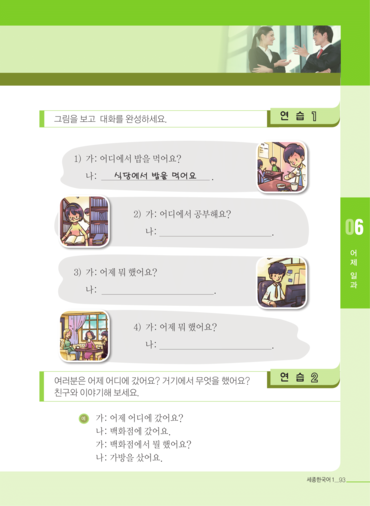 그림을 보고 대화를 완성하세요.
연 습 1
1) 가: 어디에서 밥을 먹어요?
나: 식당에서 밥을 먹어요.
2) 가: 어디에서 공부해요?
나: .
3) 가: 어제 뭐 했어요?
나: .
4) 가: 어제 뭐 했어요?
나: .
06
어제 일과
연 습 2
여러분은 어제 어디에 갔어요? 거기에서 무엇을 했어요?
친구와 이야기해 보세요.
가: 어제 어디에 갔어요?
나: 백화점에 갔어요.
가: 백화점에서 뭘 했어요?
나: 가방을 샀어요.
세종한국어 1_ 93